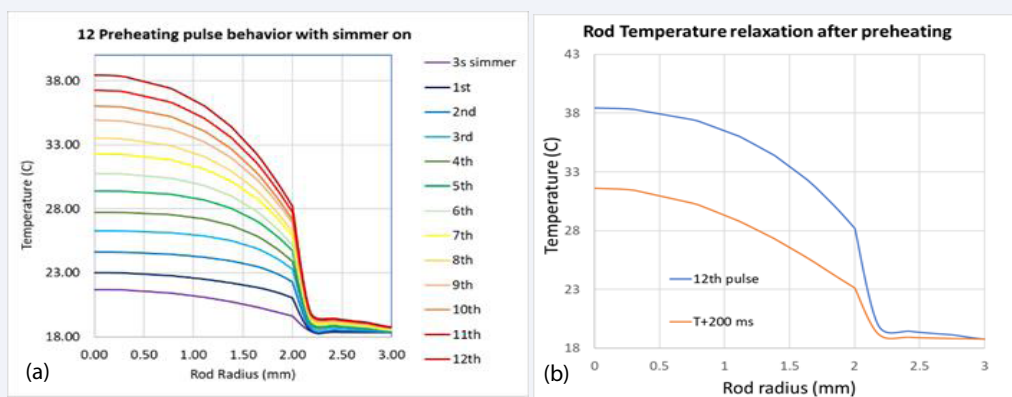 12 Preheating pulse behavior with simmer on
Temperature (C)
38.00
33.00
28.00
23.00
18.00
0.00 0.50 1.00 1.50 2.00 2.50 3.00
Rod Radius (mm)
3s simmer
1st
2nd
3rd
4th
5th
6th
7th
8th
9th
10th
11th
12th
(a)
Rod Temperature relaxation after preheating
Temperature (C)
43
38
33
28
23
18
0 0.5 1 1.5 2 2.5 3
Rod radius (mm)
12th pulse
T+200 ms
(b)